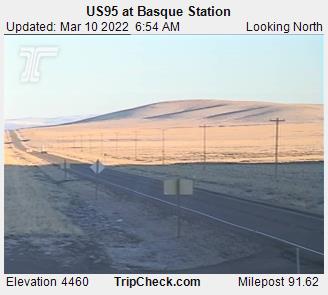 US95 at Basque Station
Updated: Mar 10 2022 6:54 AM Looking North
Elevation 4460 TripCheck.com Milepost 91.62